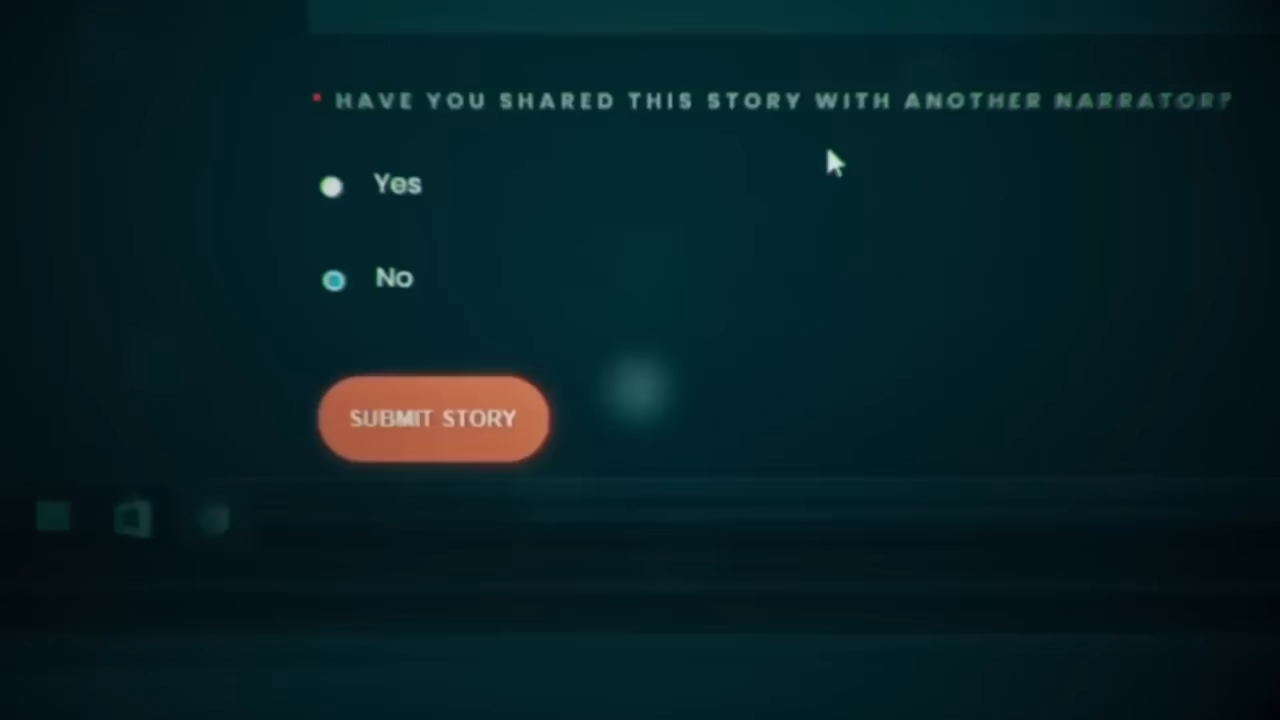 * HAVE YOU SHARED THIS STORY WITH ANOTHER NARRATOR?
Yes
No
SUBMIT STORY